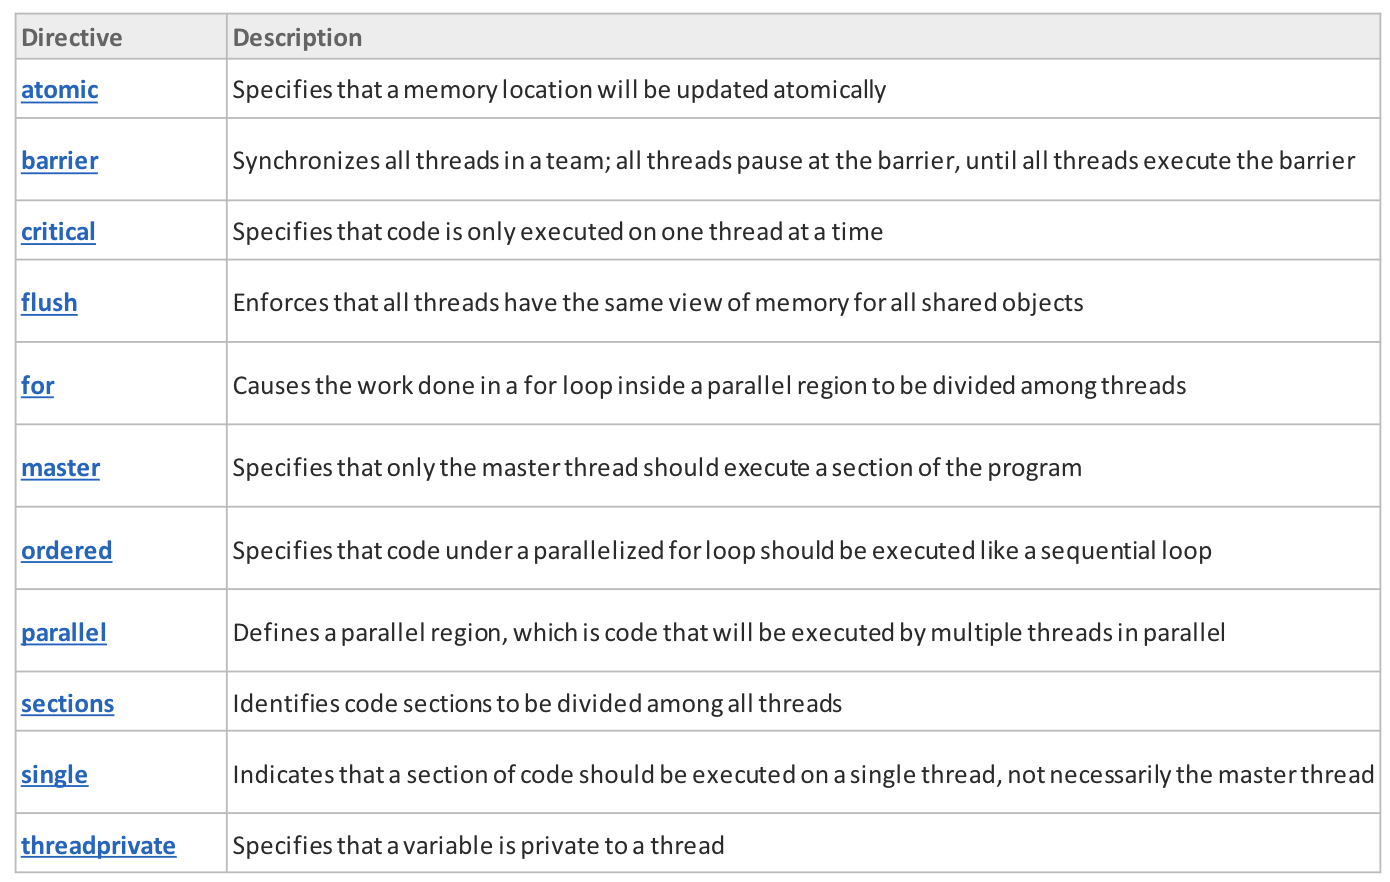 Directive Description
atomic Specifies that a memory location will be updated atomically
barrier Synchronizes all threads in a team; all threads pause at the barrier, until all threads execute the barrier
critical Specifies that code is only executed on one thread at a time
flush Enforces that all threads have the same view of memory for all shared objects
for Causes the work done in a for loop inside a parallel region to be divided among threads
master Specifies that only the master thread should execute a section of the program
ordered Specifies that code under a parallelized for loop should be executed like a sequential loop
parallel Defines a parallel region, which is code that will be executed by multiple threads in parallel
sections Identifies code sections to be divided among all threads
single Indicates that a section of code should be executed on a single thread, not necessarily the master thread
threadprivate Specifies that a variable is private to a thread